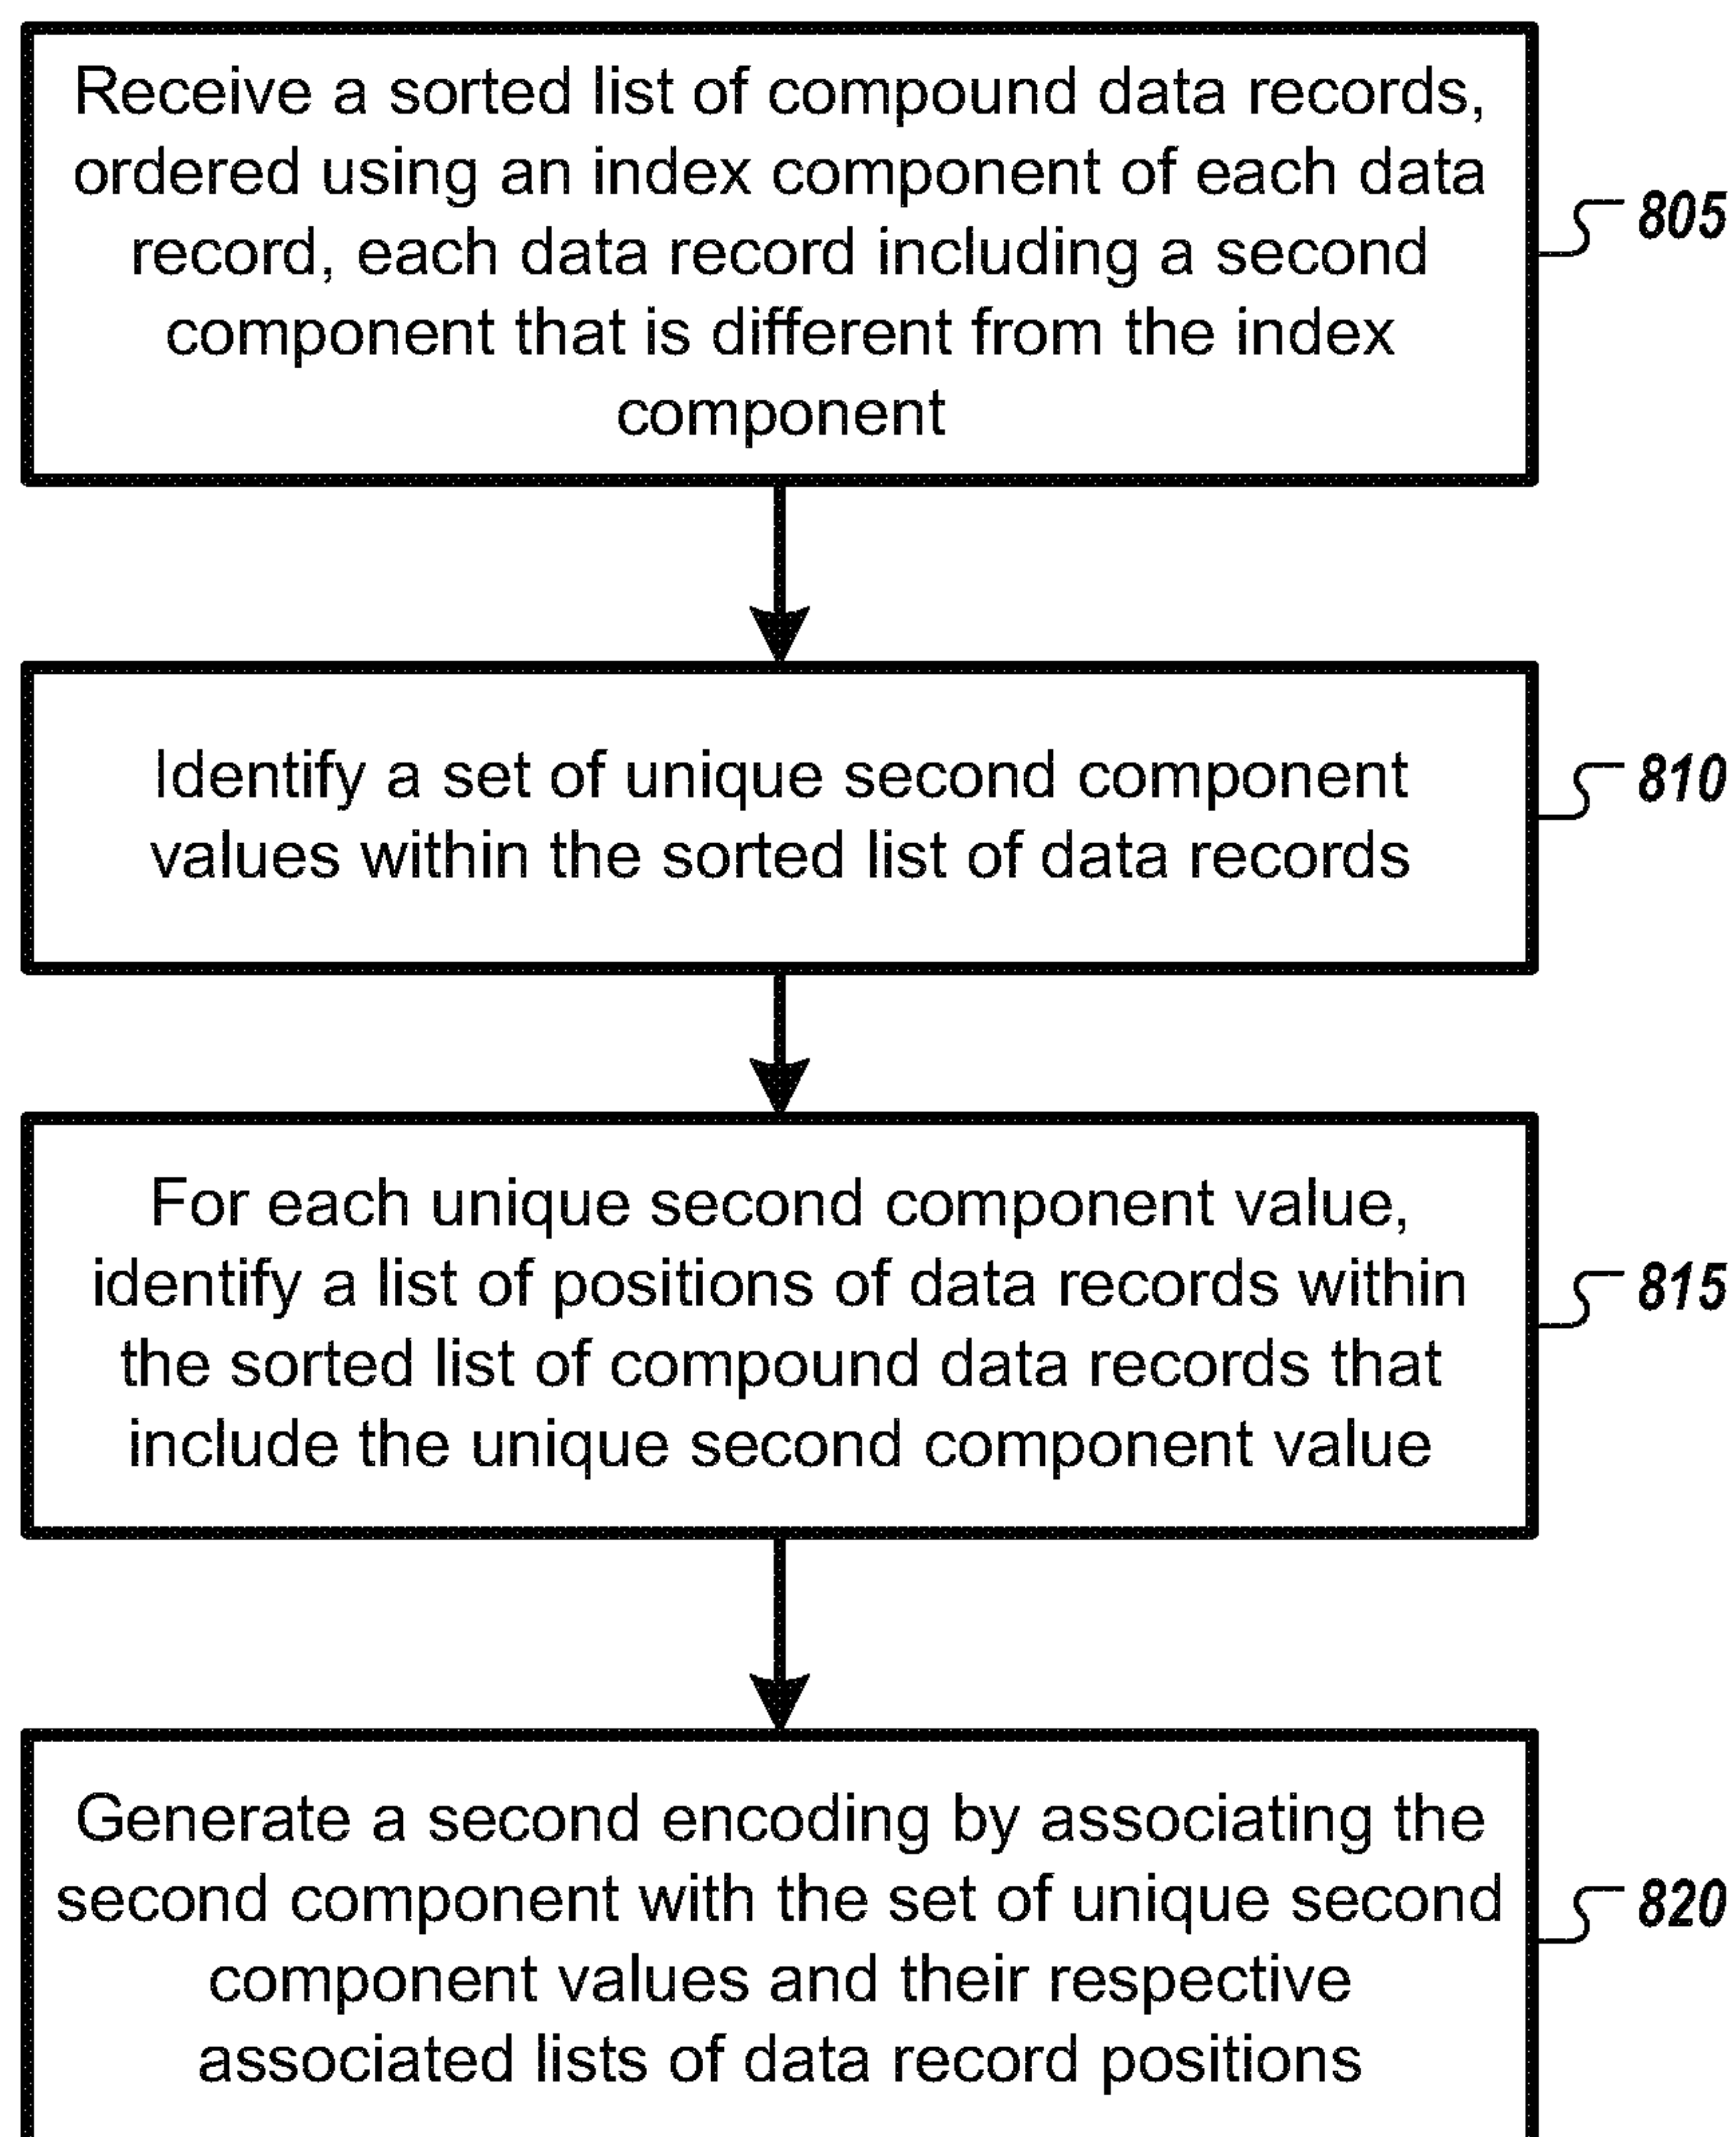 Receive a sorted list of compound data records,
ordered using an index component of each data
record, each data record including a second
component that is different from the index
component
805
Identify a set of unique second component
values within the sorted list of data records
810
For each unique second component value,
identify a list of positions of data records within
the sorted list of compound data records that
include the unique second component value
815
Generate a second encoding by associating the
second component with the set of unique second
component values and their respective
associated lists of data record positions
820